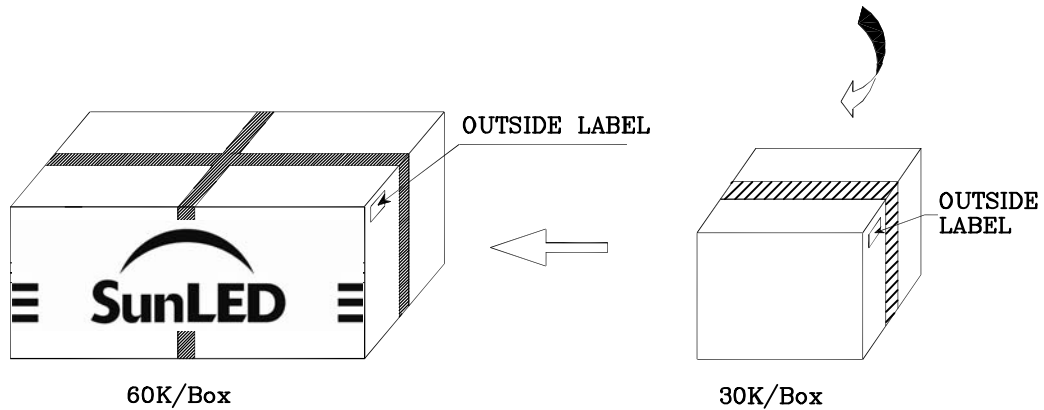 OUTSIDE LABEL
OUTSIDE
LABEL
SunLED
60K/Box
30K/Box